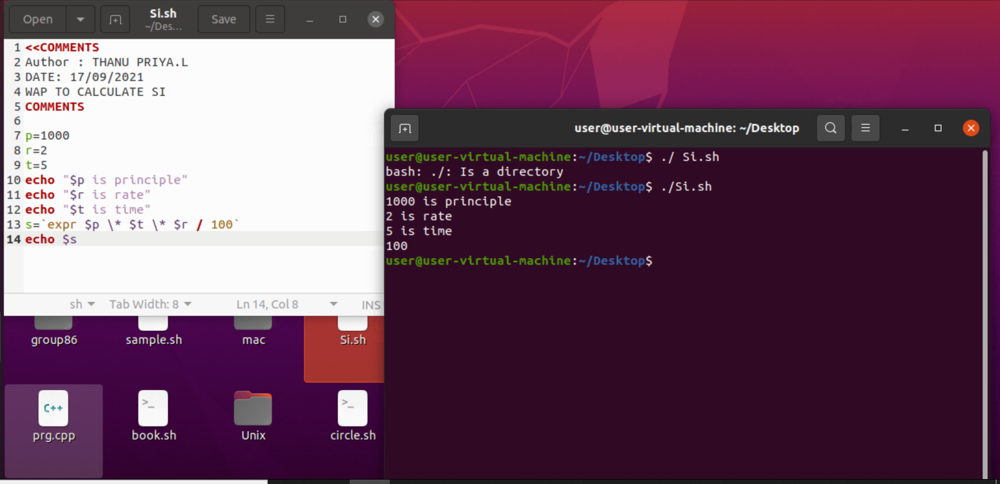 Open
Si.sh
~/Des...
Save
1 <<COMMENTS
2 Author : THANU PRIYA.L
3 DATE: 17/09/2021
4 WAP TO CALCULATE SI
5 COMMENTS
6
7 p=1000
8 r=2
9 t=5
10 echo "$p is principle"
11 echo "$r is rate"
12 echo "$t is time"
13 s=`expr $p \* $t \* $r / 100`
14 echo $s
sh Tab Width: 8 Ln 14, Col 8 INS
user@user-virtual-machine: ~/Desktop
user@user-virtual-machine:~/Desktop$ ./ Si.sh
bash: ./: Is a directory
user@user-virtual-machine:~/Desktop$ ./Si.sh
1000 is principle
2 is rate
5 is time
100
user@user-virtual-machine:~/Desktop$
group86 sample.sh mac Si.sh
C++ >_ >_
prg.cpp book.sh Unix circle.sh